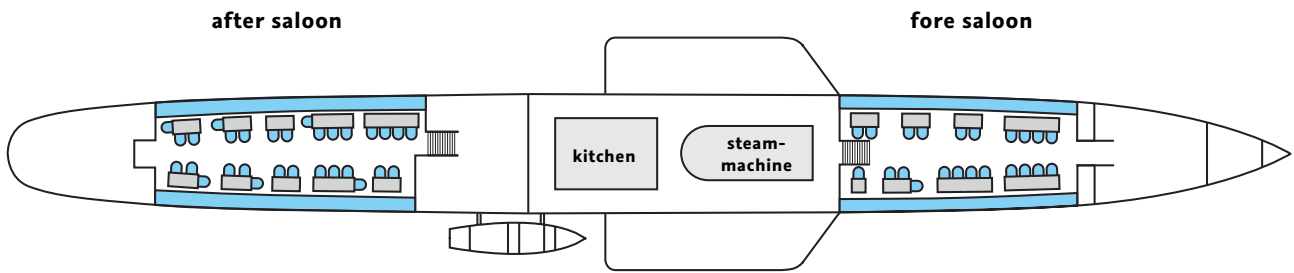 after saloon
fore saloon
kitchen
steam-
machine